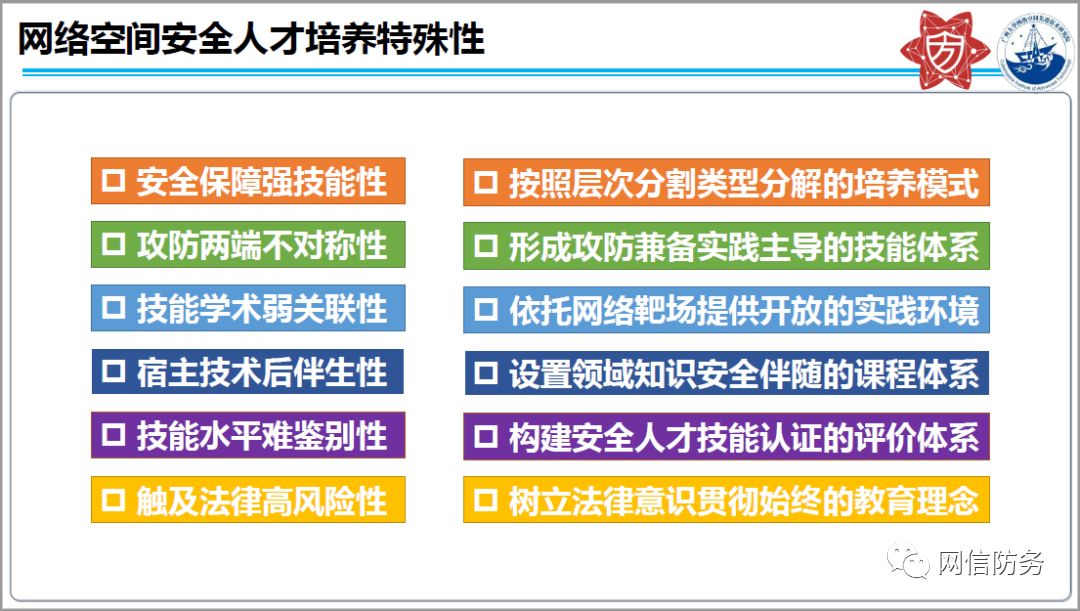 网络空间安全人才培养特殊性
方
安全保障强技能性
按照层次分割类型分解的培养模式
攻防两端不对称性
形成攻防兼备实践主导的技能体系
技能学术弱关联性
依托网络靶场提供开放的实践环境
宿主技术后伴生性
设置领域知识安全伴随的课程体系
技能水平难鉴别性
构建安全人才技能认证的评价体系
触及法律高风险性
树立法律意识贯彻始终的教育理念
网信防务